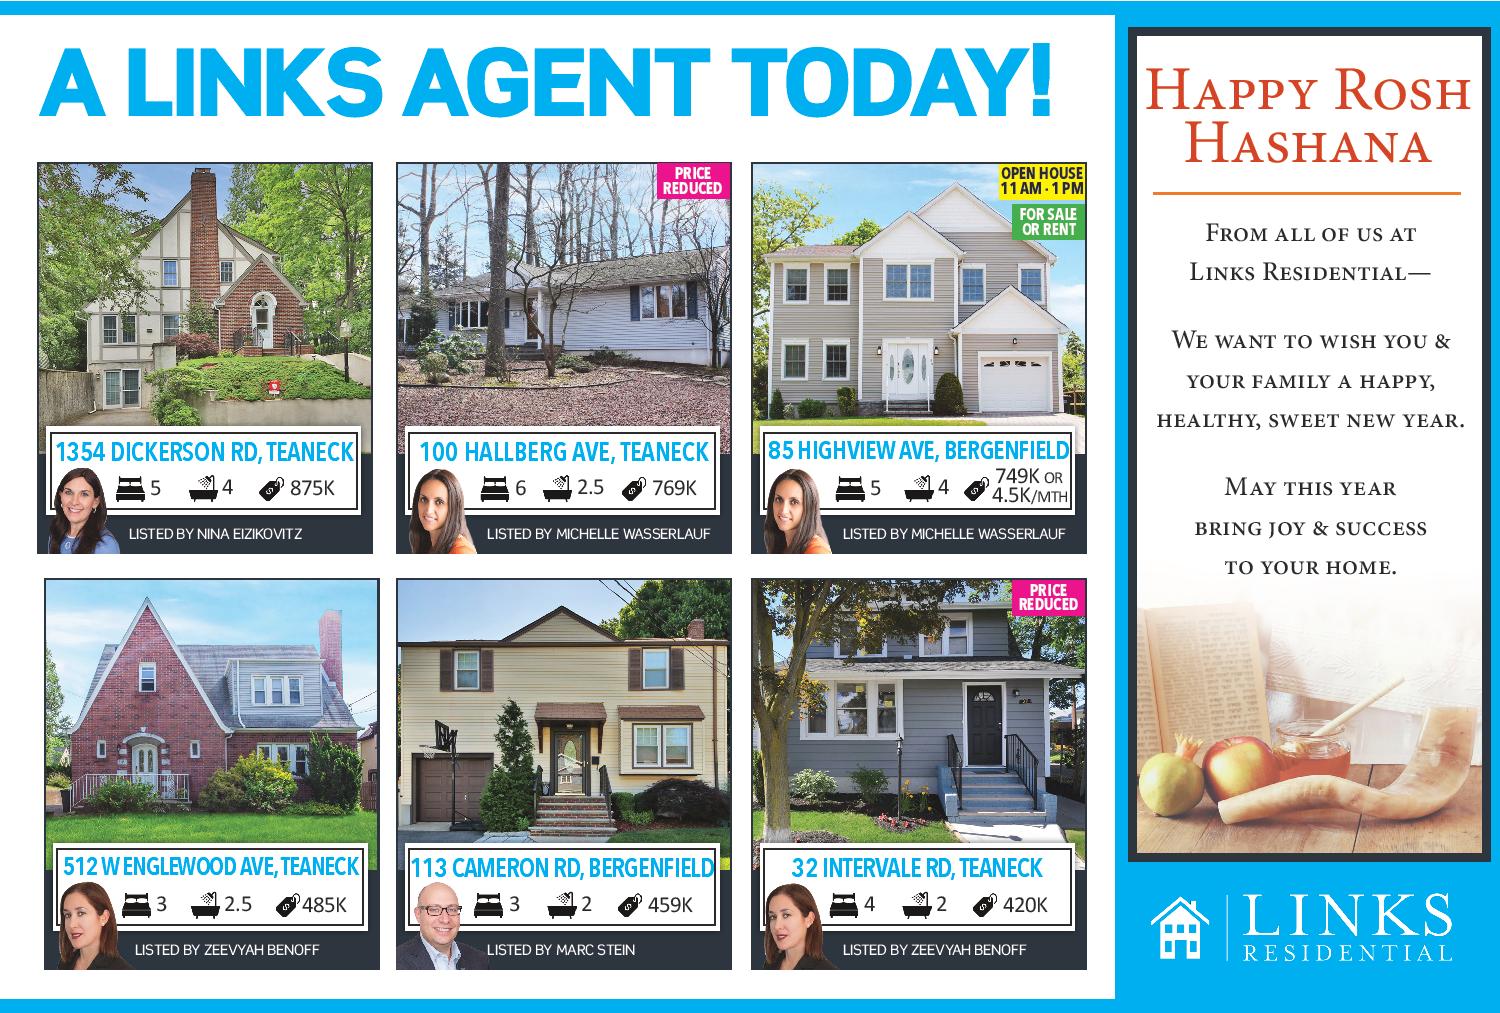 A LINKS AGENT TODAY!
PRICE
REDUCED
OPEN HOUSE
11 AM - 1 PM
FOR SALE
OR RENT
1354 DICKERSON RD, TEANECK
5 4 875K
LISTED BY NINA EIZIKOVITZ
100 HALLBERG AVE, TEANECK
6 2.5 769K
LISTED BY MICHELLE WASSERLAUF
85 HIGHVIEW AVE, BERGENFIELD
5 4 749K OR
4.5K/MTH
LISTED BY MICHELLE WASSERLAUF
PRICE
REDUCED
512 W ENGLEWOOD AVE, TEANECK
3 2.5 485K
LISTED BY ZEEVYAH BENOFF
113 CAMERON RD, BERGENFIELD
3 2 459K
LISTED BY MARC STEIN
32 INTERVALE RD, TEANECK
4 2 420K
LISTED BY ZEEVYAH BENOFF
HAPPY ROSH
HASHANA
FROM ALL OF US AT
LINKS RESIDENTIAL—
WE WANT TO WISH YOU &
YOUR FAMILY A HAPPY,
HEALTHY, SWEET NEW YEAR.
MAY THIS YEAR
BRING JOY & SUCCESS
TO YOUR HOME.
LINKS
RESIDENTIAL